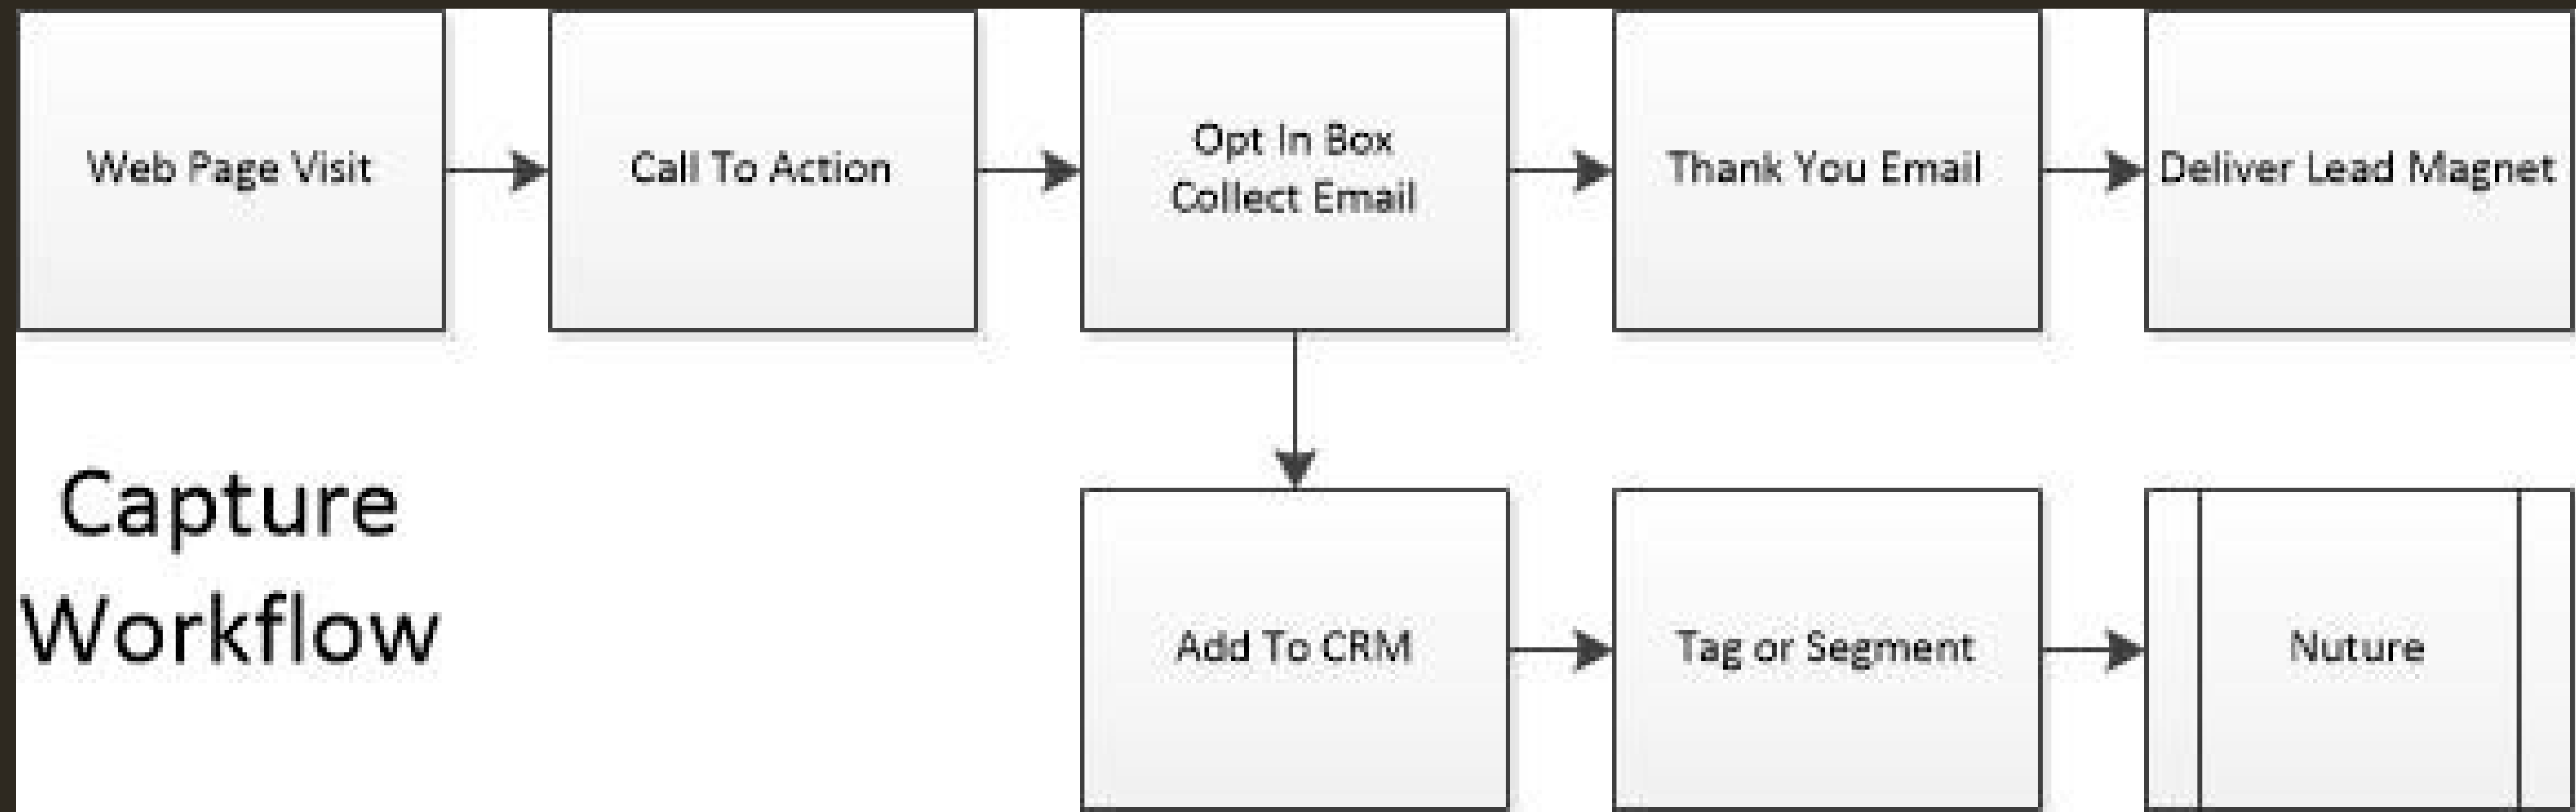 Web Page Visit
Call To Action
Opt In Box
Collect Email
Thank You Email
Deliver Lead Magnet
Capture
Workflow
Add To CRM
Tag or Segment
Nuture